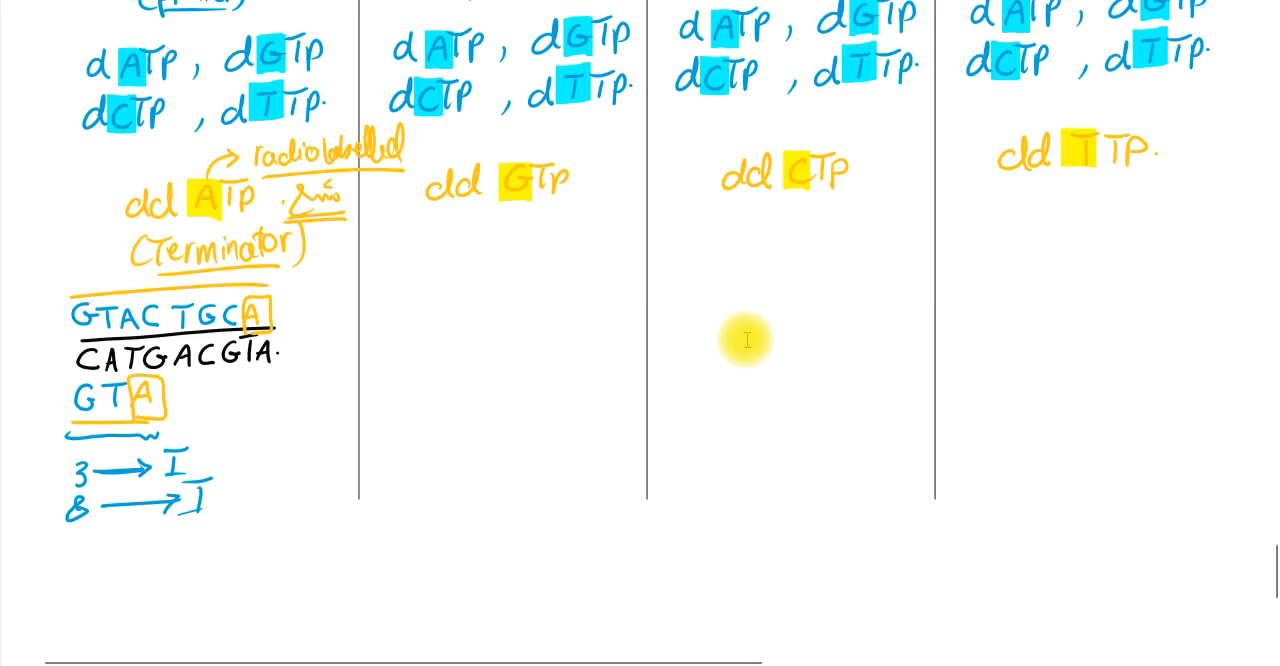 dATP, dGTP
dCTP, dTTP.
ddATP.
radiolabelled
مشع
(Terminator)
GTACTGCA
CATGACGTA.
GTA
3 → I
8 → I
dATP, dGTP
dCTP, dTTP.
ddGTP
dATP, dGTP
dCTP, dTTP.
ddCTP
dATP, dGTP
dCTP, dTTP.
ddTTP.